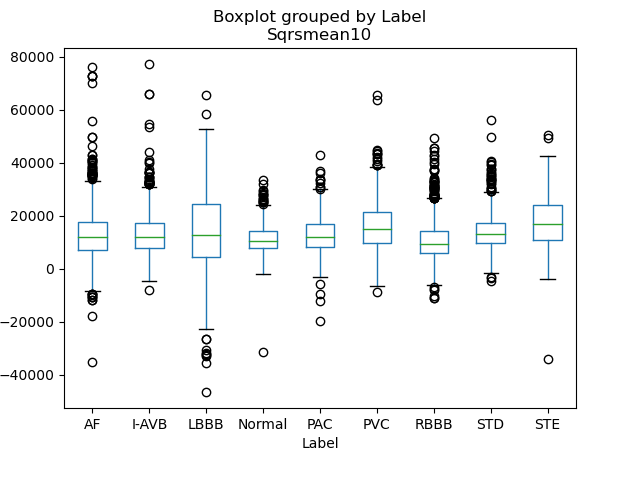 Boxplot grouped by Label
Sqrsmean10
80000
60000
40000
20000
0
−20000
−40000
AF I-AVB LBBB Normal PAC PVC RBBB STD STE
Label